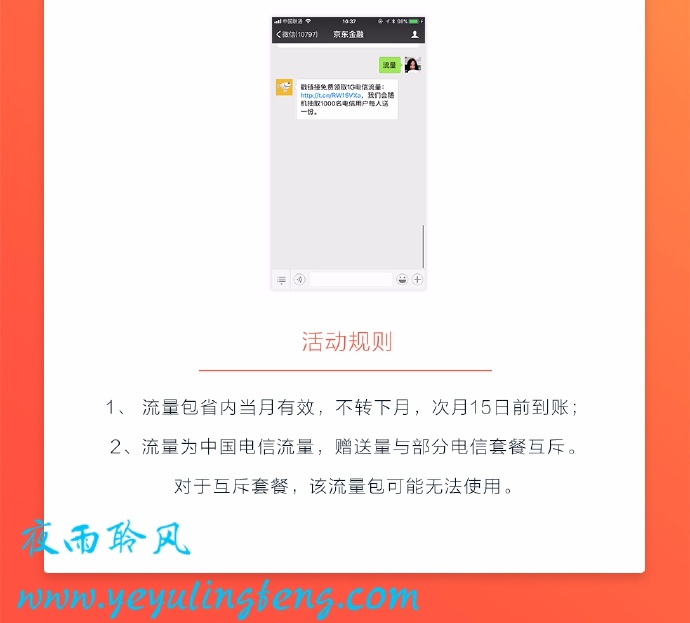 中国联通 10:37 98%
微信(10797) 京东金融
流量
戳链接免费领取1G电信流量：
http://t.cn/RW15VXa，我们会随
机抽取1000名电信用户每人送
一份。
活动规则
1、 流量包省内当月有效，不转下月，次月15日前到账；
2、流量为中国电信流量，赠送量与部分电信套餐互斥。
对于互斥套餐，该流量包可能无法使用。
夜雨聆风
www.yeyulingfeng.com